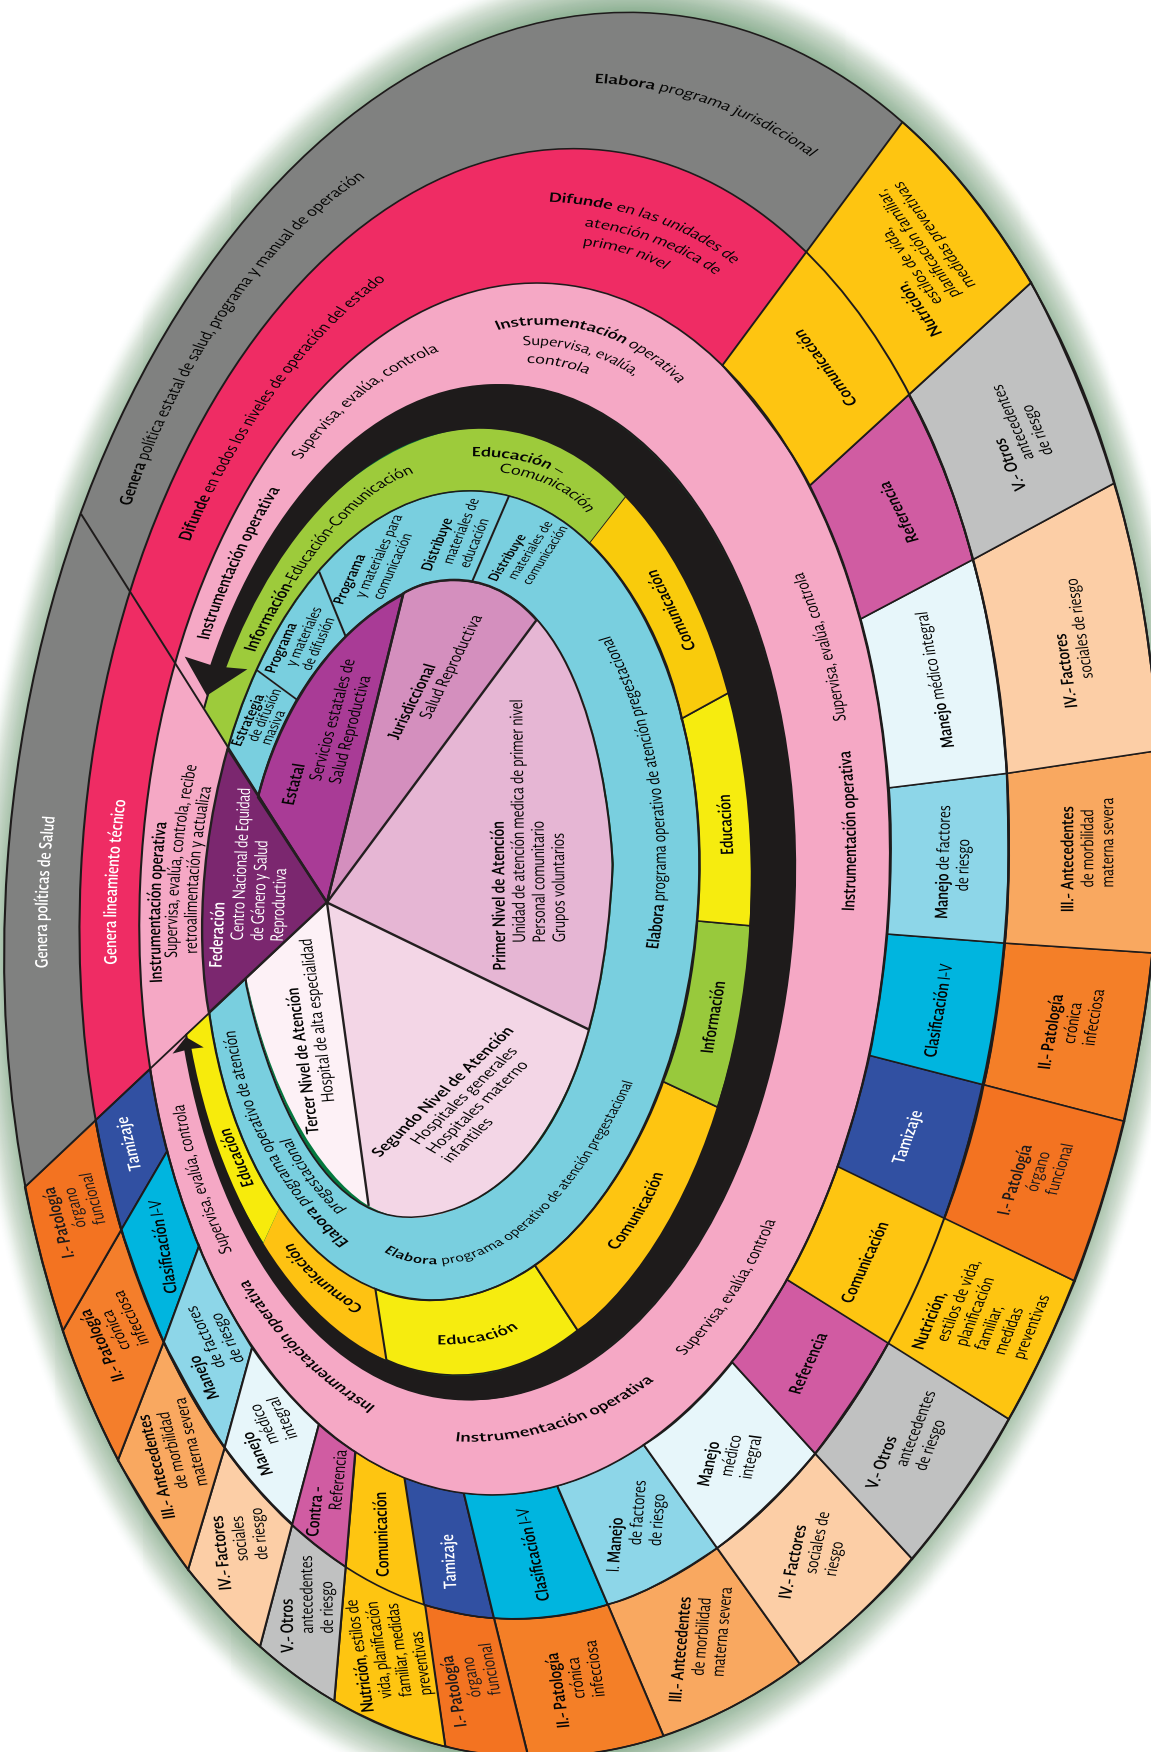 Elabora programa jurisdiccional
Genera política estatal de salud, programa y manual de operación
Genera políticas de Salud
Difunde en las unidades de
atención medica de
primer nivel
Difunde en todos los niveles de operación del estado
Genera lineamiento técnico
Instrumentación operativa
Supervisa, evalúa,
controla
Instrumentación operativa
Supervisa, evalúa, controla
Instrumentación operativa
Supervisa, evalúa, controla, recibe
retroalimentación y actualiza
Educación –
Comunicación
Información-Educación-Comunicación
Distribuye
materiales de
comunicación
Distribuye
materiales de
educación
Programa
y materiales para
comunicación
Programa
y materiales
de difusión
Estrategia
de difusión
masiva
Federación
Centro Nacional de Equidad
de Género y Salud
Reproductiva
Estatal
Servicios estatales de
Salud Reproductiva
Jurisdiccional
Salud Reproductiva
Primer Nivel de Atención
Unidad de atención medica de primer nivel
Personal comunitario
Grupos voluntarios
Segundo Nivel de Atención
Hospitales generales
Hospitales materno
infantiles
Tercer Nivel de Atención
Hospital de alta especialidad
Elabora programa operativo de atención pregestacional
Elabora programa operativo de atención pregestacional
Elabora programa operativo de atención
pregestacional
Comunicación
Educación
Información
Comunicación
Educación
Comunicación
Educación
Instrumentación operativa
Supervisa, evalúa, controla
Instrumentación operativa
Supervisa, evalúa, controla
Instrumentación operativa
Supervisa, evalúa, controla
Comunicación
Nutrición,
estilos de vida,
planificación familiar,
medidas preventivas
Referencia
V.- Otros
antecedentes
de riesgo
Manejo médico integral
IV.- Factores
sociales de riesgo
Manejo de factores
de riesgo
III.- Antecedentes
de morbilidad
materna severa
Clasificación I-V
II.- Patología
crónica
infecciosa
Tamizaje
I.- Patología
órgano
funcional
Comunicación
Nutrición,
estilos de vida,
planificación
familiar,
medidas
preventivas
Referencia
V.- Otros
antecedentes
de riesgo
Manejo
médico
integral
IV.- Factores
sociales de
riesgo
I. Manejo
de factores
de riesgo
III.- Antecedentes
de morbilidad
materna severa
Clasificación I-V
II.- Patología
crónica
infecciosa
Tamizaje
I.- Patología
órgano
funcional
Comunicación
Nutrición, estilos de
vida, planificación
familiar, medidas
preventivas
Contra -
Referencia
V.- Otros
antecedentes
de riesgo
Manejo
médico
integral
IV.- Factores
sociales
de riesgo
Manejo
de factores
de riesgo
III.- Antecedentes
de morbilidad
materna severa
Clasificación I-V
II.- Patología
crónica
infecciosa
Tamizaje
I.- Patología
órgano
funcional